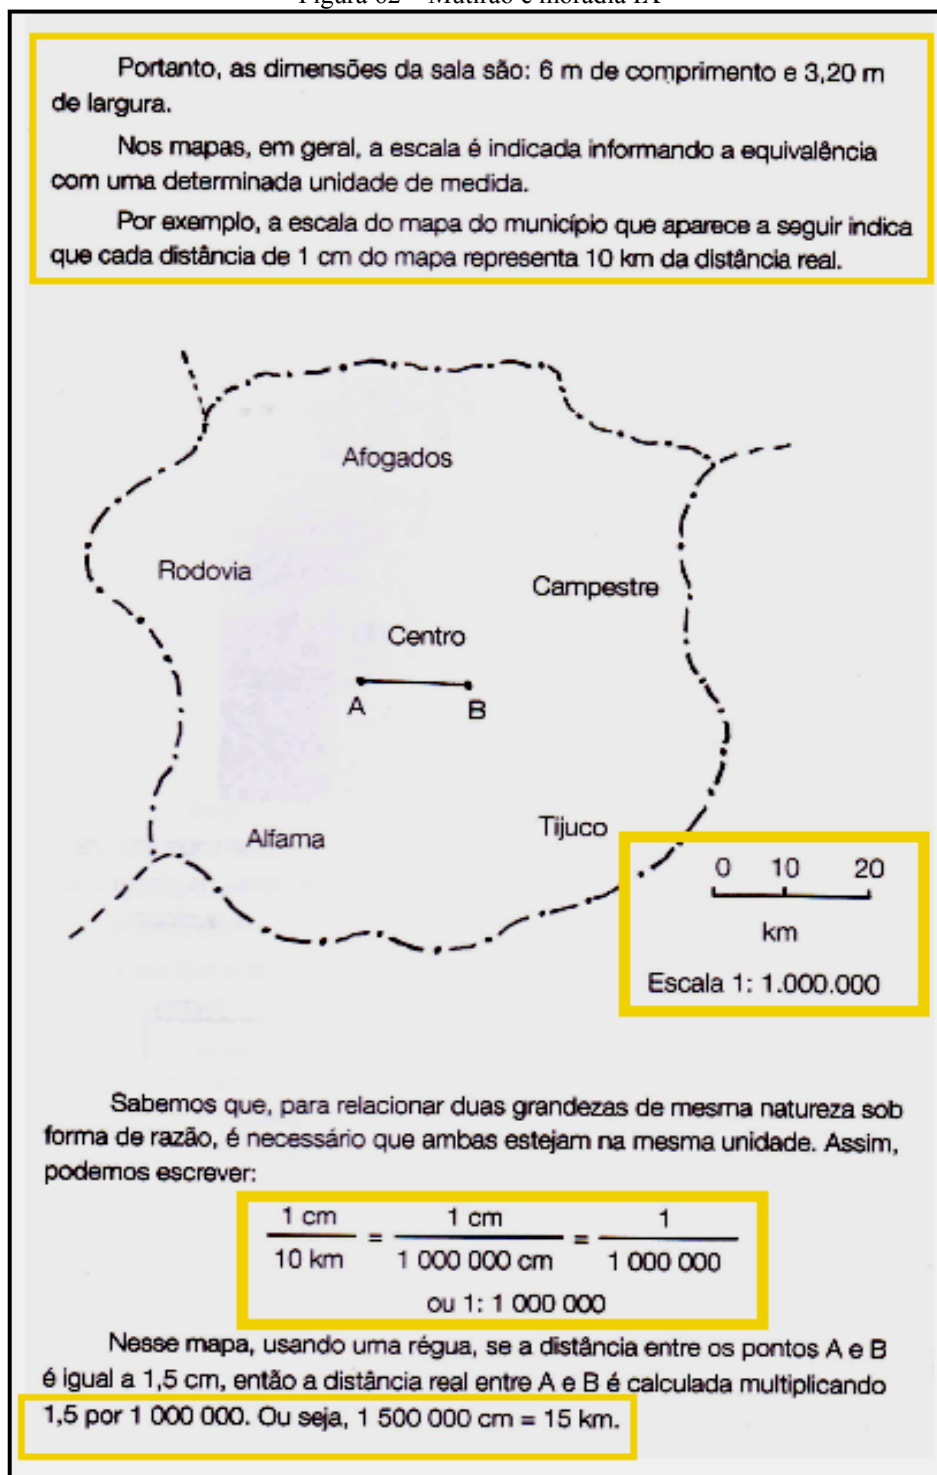 Figura 62 – Mutirão e moradia IX
Portanto, as dimensões da sala são: 6 m de comprimento e 3,20 m
de largura.
Nos mapas, em geral, a escala é indicada informando a equivalência
com uma determinada unidade de medida.
Por exemplo, a escala do mapa do município que aparece a seguir indica
que cada distância de 1 cm do mapa representa 10 km da distância real.
Afogados
Rodovia
Campestre
Centro
A B
Alfama
Tijuco
0 10 20
km
Escala 1: 1.000.000
Sabemos que, para relacionar duas grandezas de mesma natureza sob
forma de razão, é necessário que ambas estejam na mesma unidade. Assim,
podemos escrever:
1 cm / 10 km = 1 cm / 1 000 000 cm = 1 / 1 000 000
ou 1: 1 000 000
Nesse mapa, usando uma régua, se a distância entre os pontos A e B
é igual a 1,5 cm, então a distância real entre A e B é calculada multiplicando
1,5 por 1 000 000. Ou seja, 1 500 000 cm = 15 km.